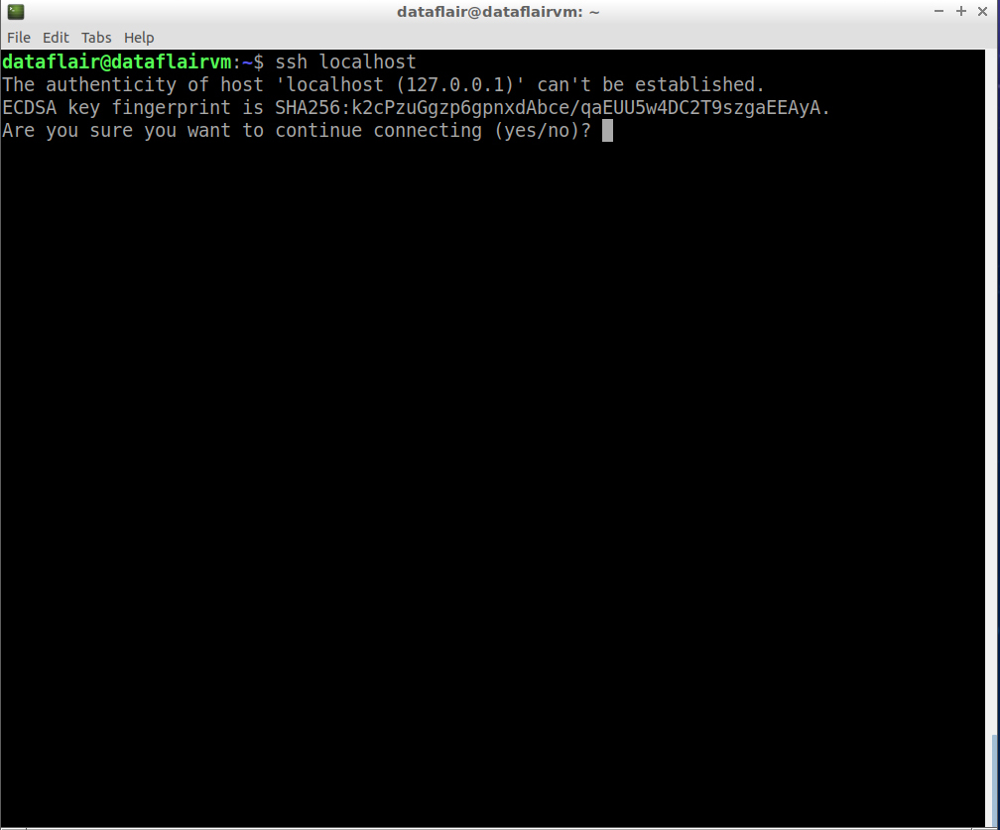 dataflair@dataflairvm: ~
File Edit Tabs Help
dataflair@dataflairvm:~$ ssh localhost
The authenticity of host 'localhost (127.0.0.1)' can't be established.
ECDSA key fingerprint is SHA256:k2cPzuGgzp6gpnxdAbce/qaEUU5w4DC2T9szgaEEAyA.
Are you sure you want to continue connecting (yes/no)?